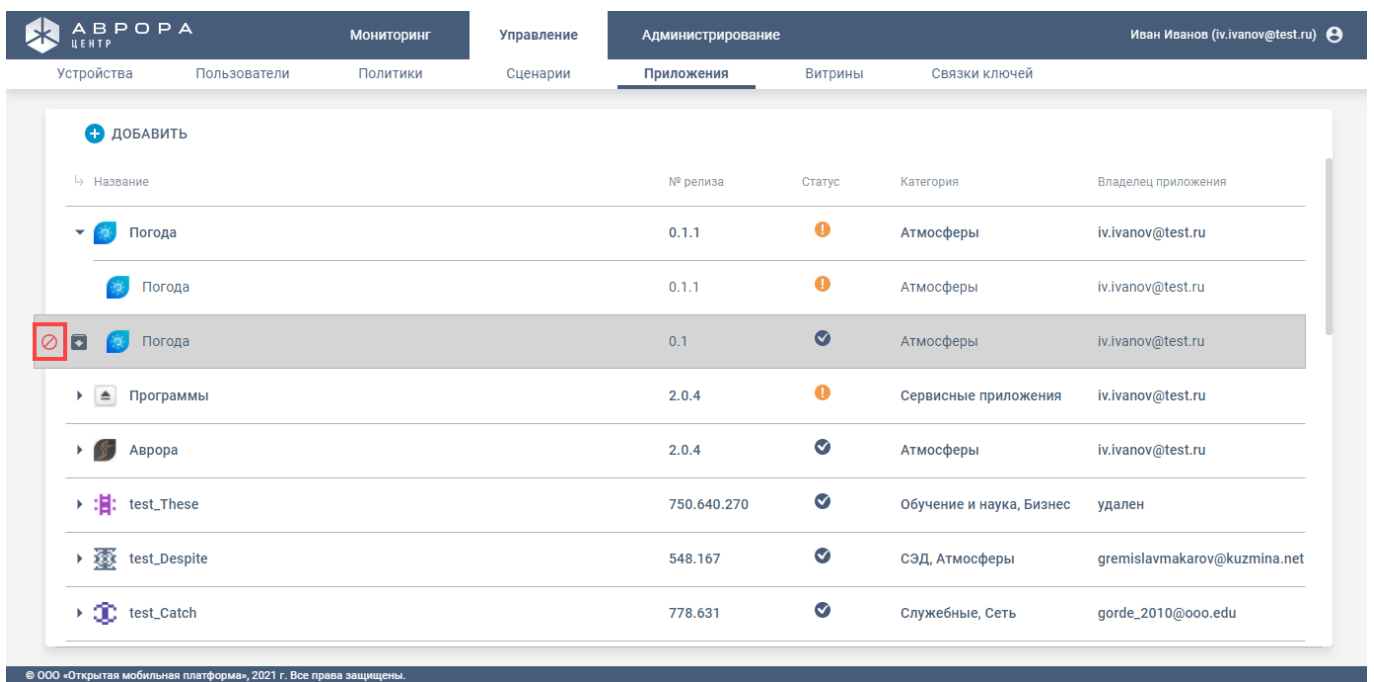 АВРОРА
ЦЕНТР
Мониторинг Управление Администрирование Иван Иванов (iv.ivanov@test.ru)
Устройства Пользователи Политики Сценарии Приложения Витрины Связки ключей
ДОБАВИТЬ
Название № релиза Статус Категория Владелец приложения
Погода 0.1.1 Атмосферы iv.ivanov@test.ru
Погода 0.1.1 Атмосферы iv.ivanov@test.ru
Погода 0.1 Атмосферы iv.ivanov@test.ru
Программы 2.0.4 Сервисные приложения iv.ivanov@test.ru
Аврора 2.0.4 Атмосферы iv.ivanov@test.ru
test_These 750.640.270 Обучение и наука, Бизнес удален
test_Despite 548.167 СЭД, Атмосферы gremislavmakarov@kuzmina.net
test_Catch 778.631 Служебные, Сеть gorde_2010@ooo.edu
© ООО «Открытая мобильная платформа», 2021 г. Все права защищены.